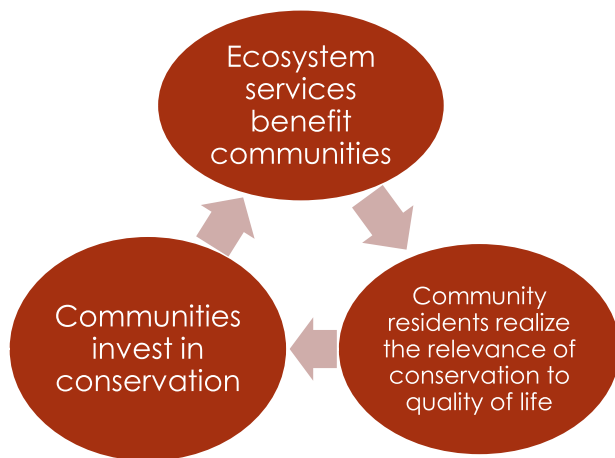 Ecosystem
services
benefit
communities
Community
residents realize
the relevance of
conservation to
quality of life
Communities
invest in
conservation